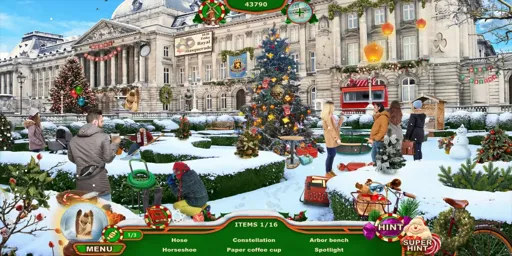 43790
Royal
ITEMS 1/16
1/3
Hose
Constellation
Arbor bench
Horseshoe
Paper coffee cup
Spotlight
MENU
HINT
SUPER
HINT